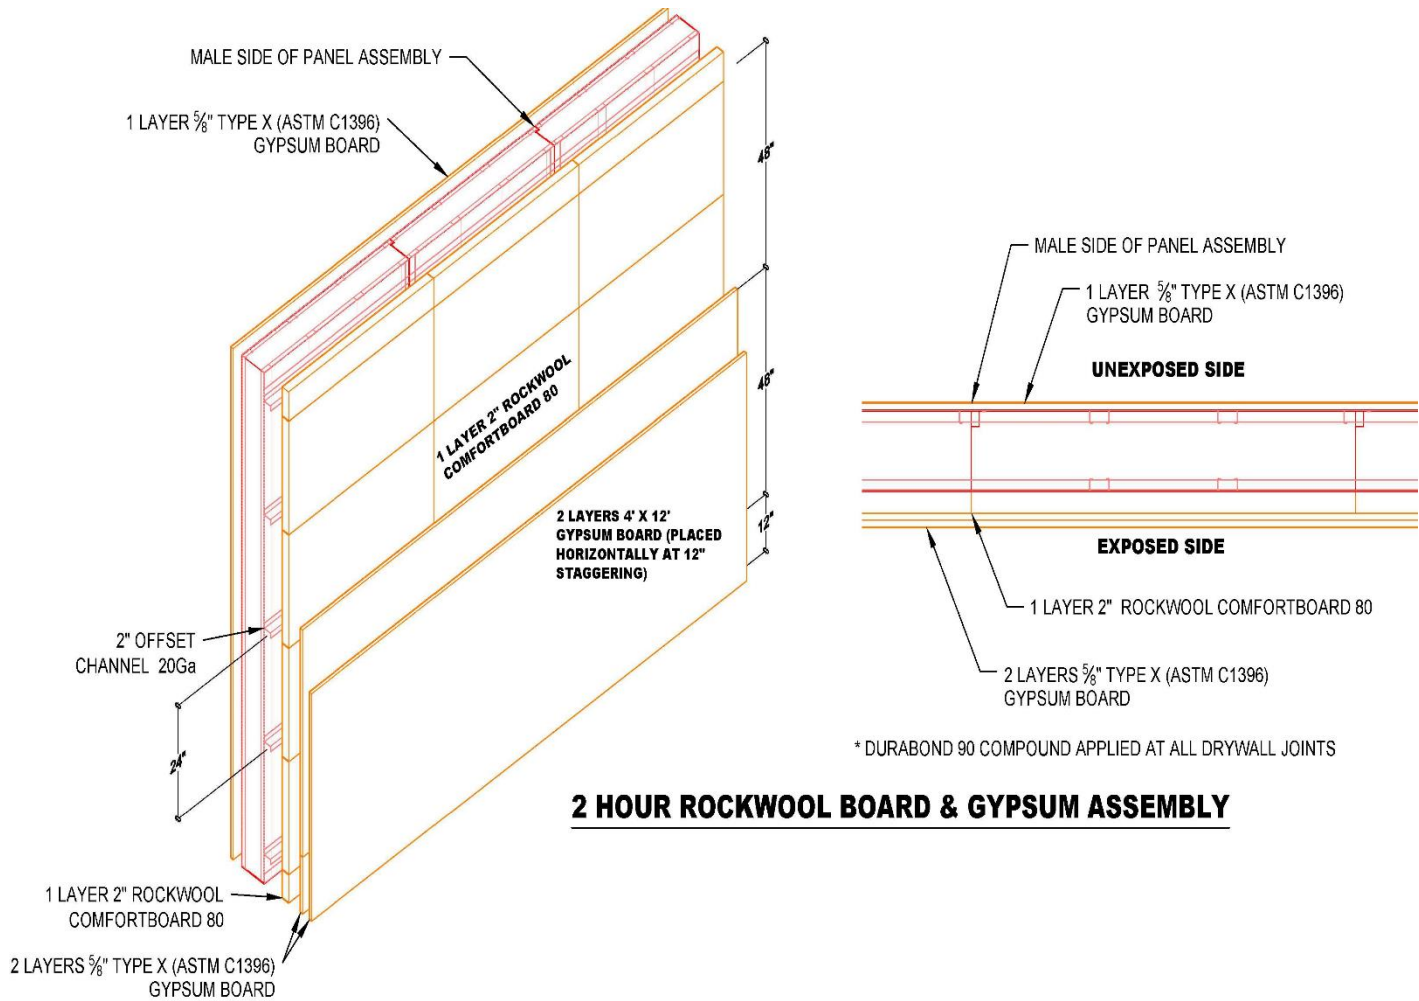 MALE SIDE OF PANEL ASSEMBLY
1 LAYER ⅝" TYPE X (ASTM C1396)
GYPSUM BOARD
48"
48"
12"
1 LAYER 2" ROCKWOOL
COMFORTBOARD 80
2 LAYERS 4' X 12'
GYPSUM BOARD (PLACED
HORIZONTALLY AT 12"
STAGGERING)
2" OFFSET
CHANNEL 20Ga
24"
1 LAYER 2" ROCKWOOL
COMFORTBOARD 80
2 LAYERS ⅝" TYPE X (ASTM C1396)
GYPSUM BOARD
MALE SIDE OF PANEL ASSEMBLY
1 LAYER ⅝" TYPE X (ASTM C1396)
GYPSUM BOARD
UNEXPOSED SIDE
EXPOSED SIDE
1 LAYER 2" ROCKWOOL COMFORTBOARD 80
2 LAYERS ⅝" TYPE X (ASTM C1396)
GYPSUM BOARD
* DURABOND 90 COMPOUND APPLIED AT ALL DRYWALL JOINTS
2 HOUR ROCKWOOL BOARD & GYPSUM ASSEMBLY